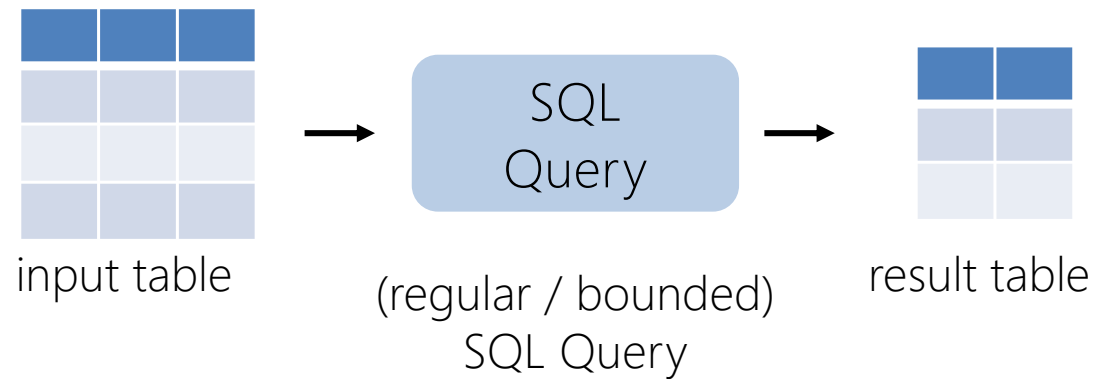 SQL
Query
input table
(regular / bounded)
SQL Query
result table